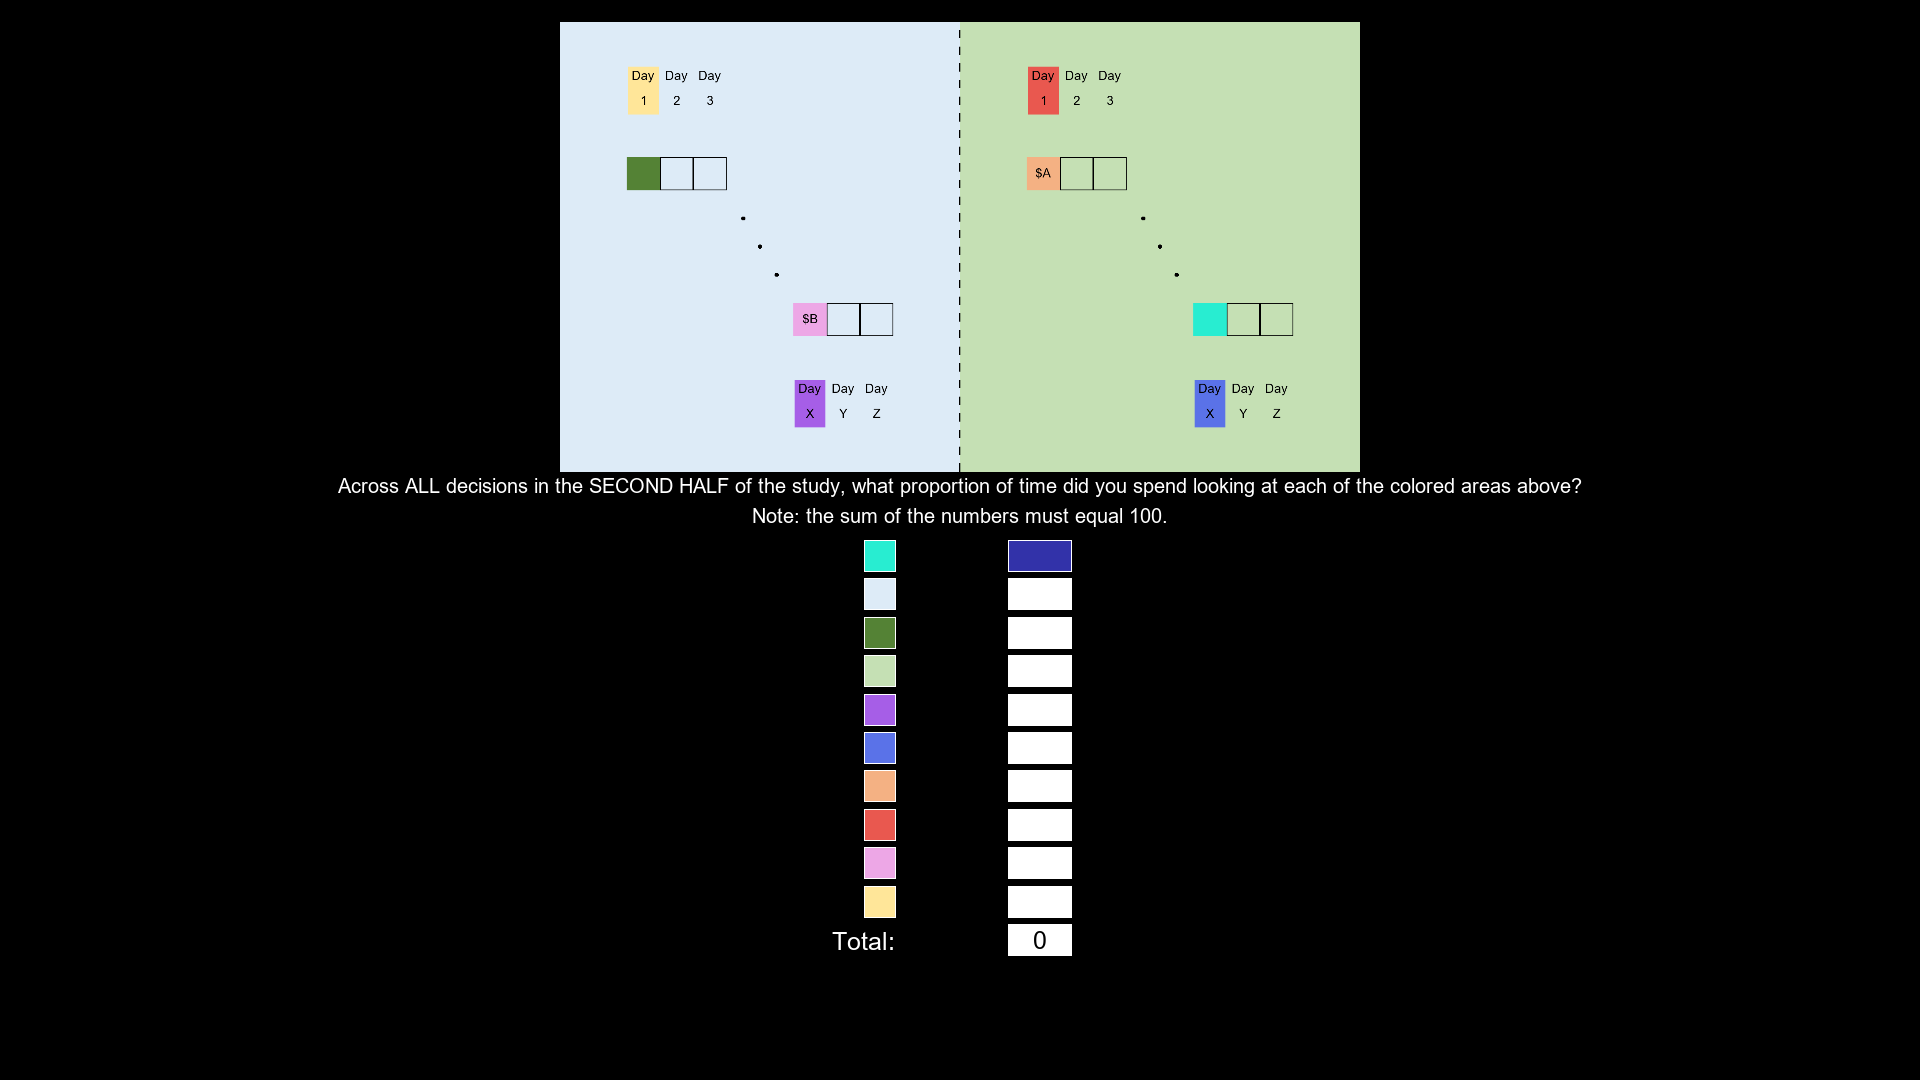 Day Day Day Day Day Day
1 2 3 1 2 3
$A
$B
Day Day Day Day Day Day
X Y Z X Y Z
Across ALL decisions in the SECOND HALF of the study, what proportion of time did you spend looking at each of the colored areas above?
Note: the sum of the numbers must equal 100.
Total: 0